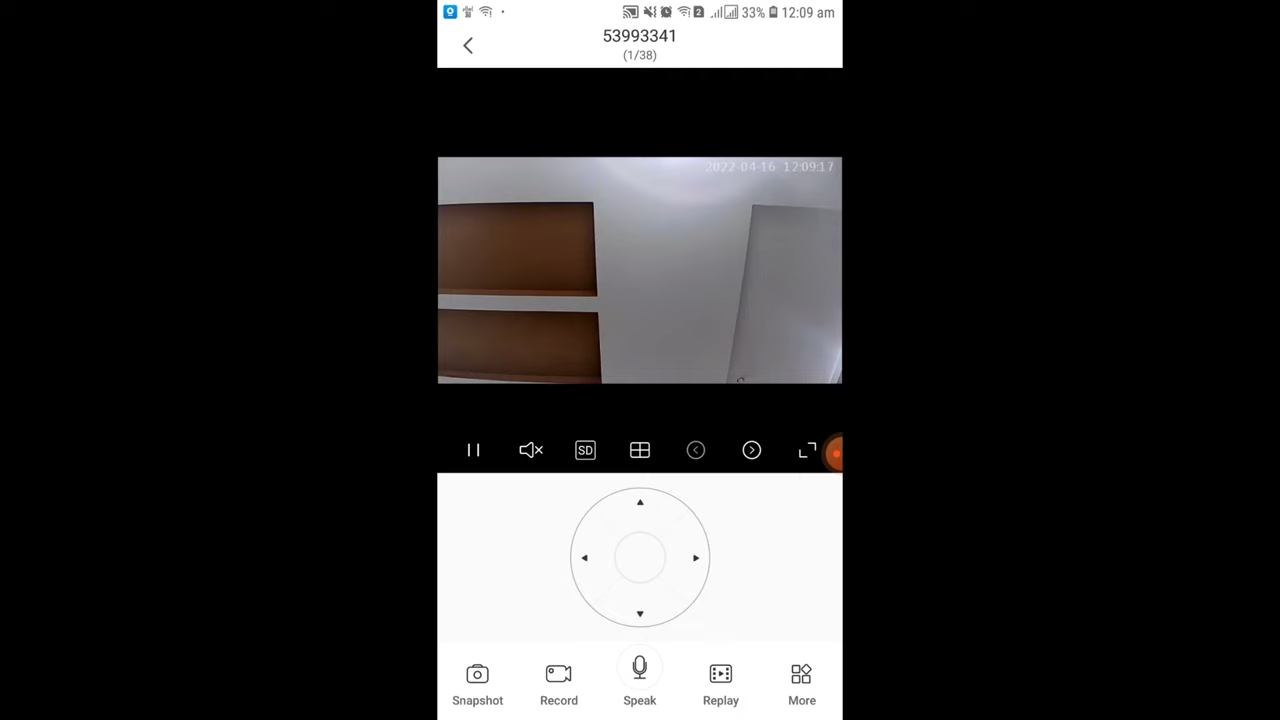 33% 12:09 am
53993341
(1/38)
2022-04-16 12:09:17
SD
Snapshot Record Speak Replay More